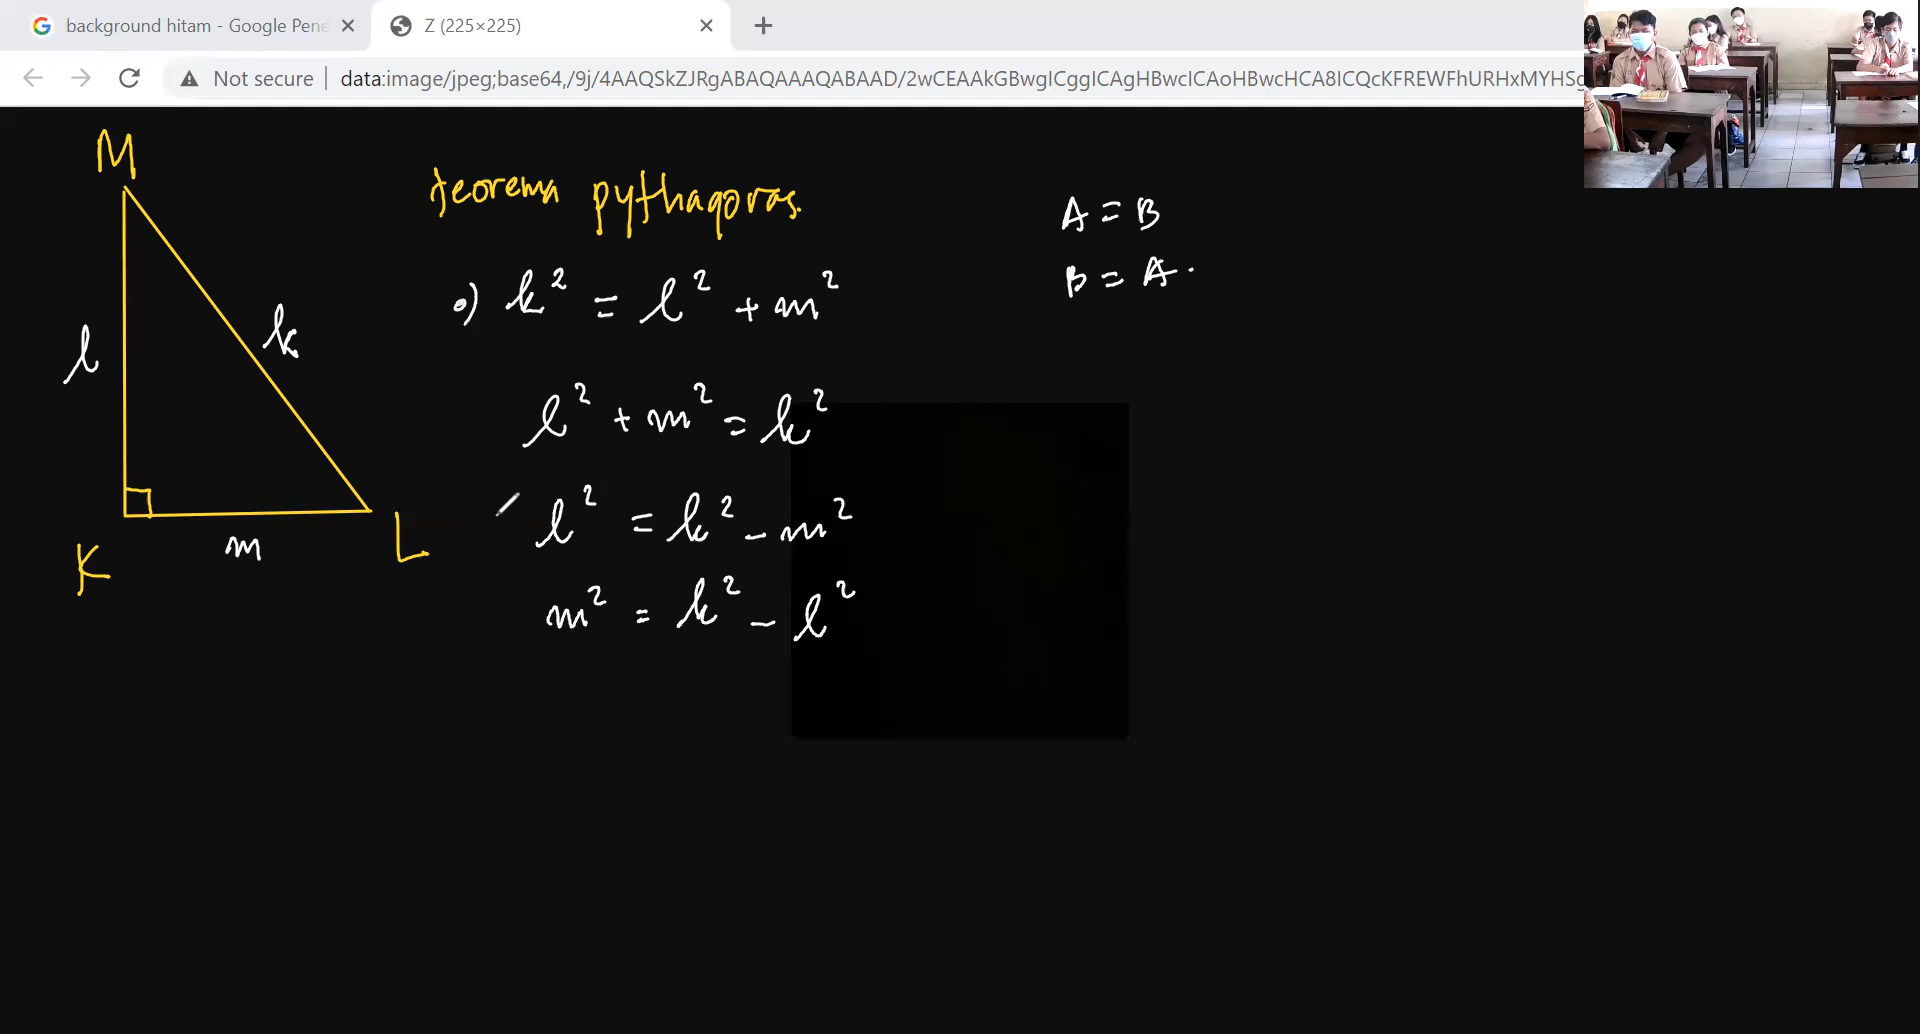 background hitam - Google Pene
Z (225×225)
Not secure
data:image/jpeg;base64,/9j/4AAQSkZJRgABAQAAAQABAAD/2wCEAAkGBwgICggICAgHBwcICAoHBwcHCA8ICQcKFREWFhURHxMYHSg
M
l
k
K
m
L
teorema pythagoras.
o) k² = l² + m²
l² + m² = k²
l² = k² - m²
m² = k² - l²
A = B
B = A.